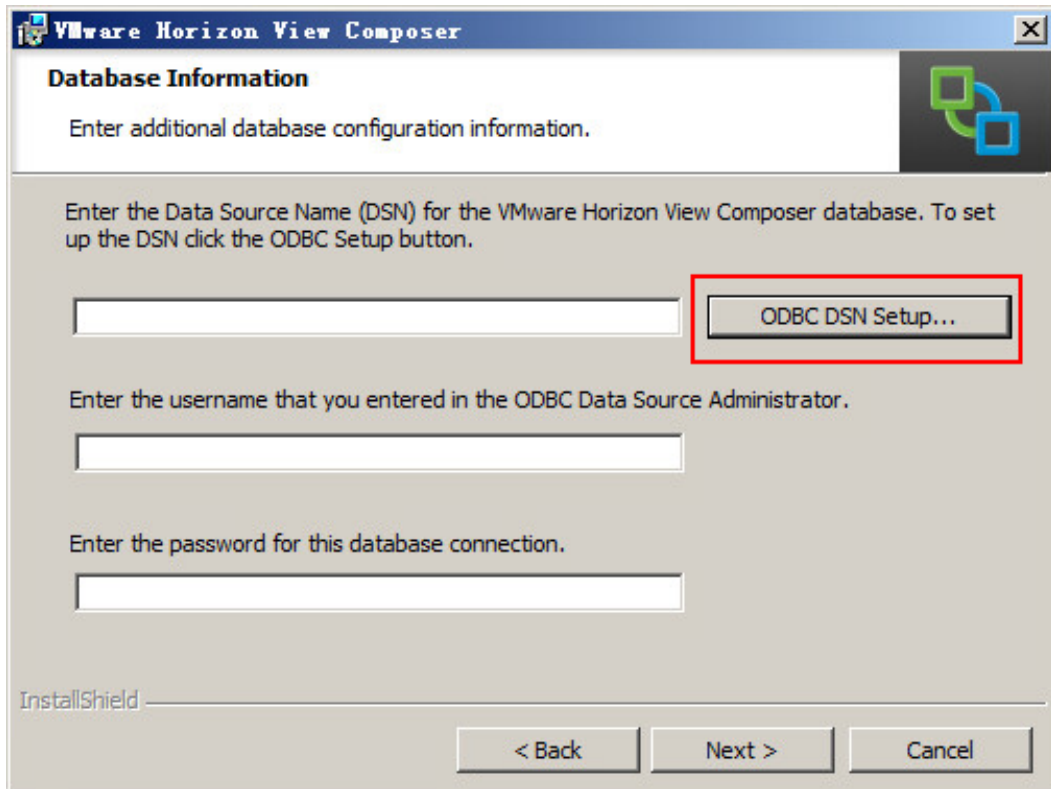 VMware Horizon View Composer
Database Information
Enter additional database configuration information.
Enter the Data Source Name (DSN) for the VMware Horizon View Composer database. To set
up the DSN click the ODBC Setup button.
ODBC DSN Setup...
Enter the username that you entered in the ODBC Data Source Administrator.
Enter the password for this database connection.
InstallShield
< Back
Next >
Cancel